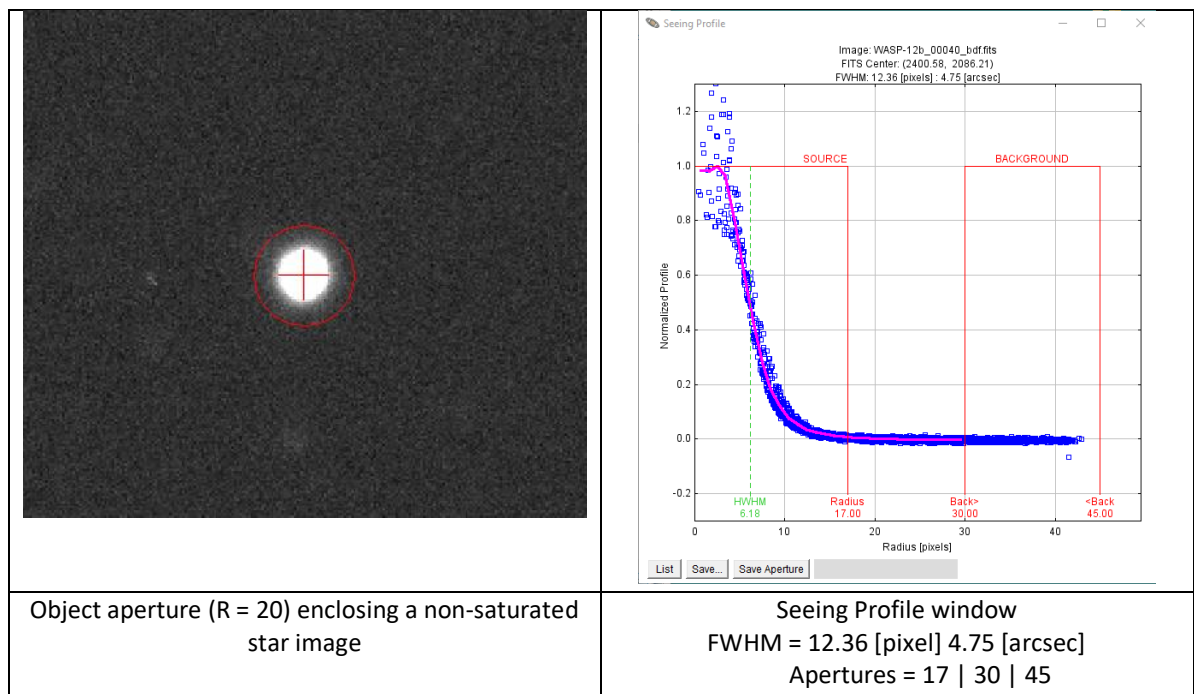 Seeing Profile
Image: WASP-12b_00040_bdf.fits
FITS Center: (2400.58, 2086.21)
FWHM: 12.36 [pixels] : 4.75 [arcsec]
1.2
1.0
0.8
0.6
0.4
0.2
0.0
-0.2
Normalized Profile
SOURCE
BACKGROUND
HWHM
6.18
Radius
17.00
Back>
30.00
<Back
45.00
0 10 20 30 40
Radius [pixels]
List Save... Save Aperture
Object aperture (R = 20) enclosing a non-saturated
star image
Seeing Profile window
FWHM = 12.36 [pixel] 4.75 [arcsec]
Apertures = 17 | 30 | 45